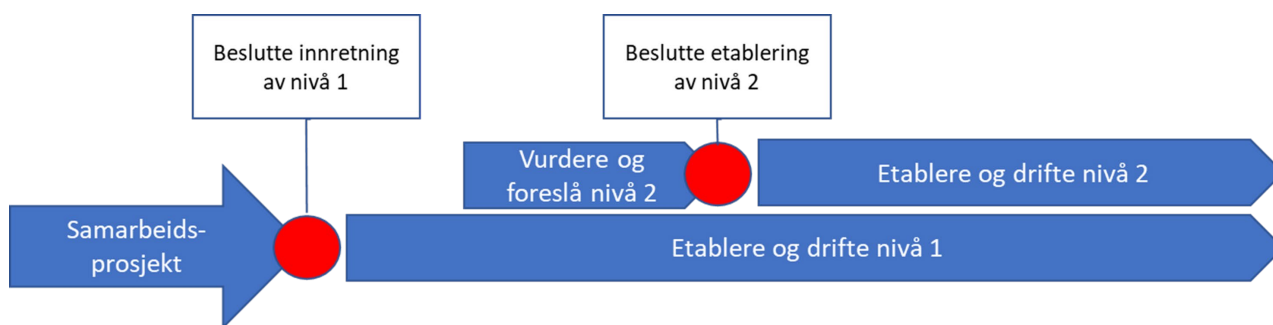 Beslutte innretning
av nivå 1
Beslutte etablering
av nivå 2
Vurdere og
foreslå nivå 2
Etablere og drifte nivå 2
Samarbeids-
prosjekt
Etablere og drifte nivå 1